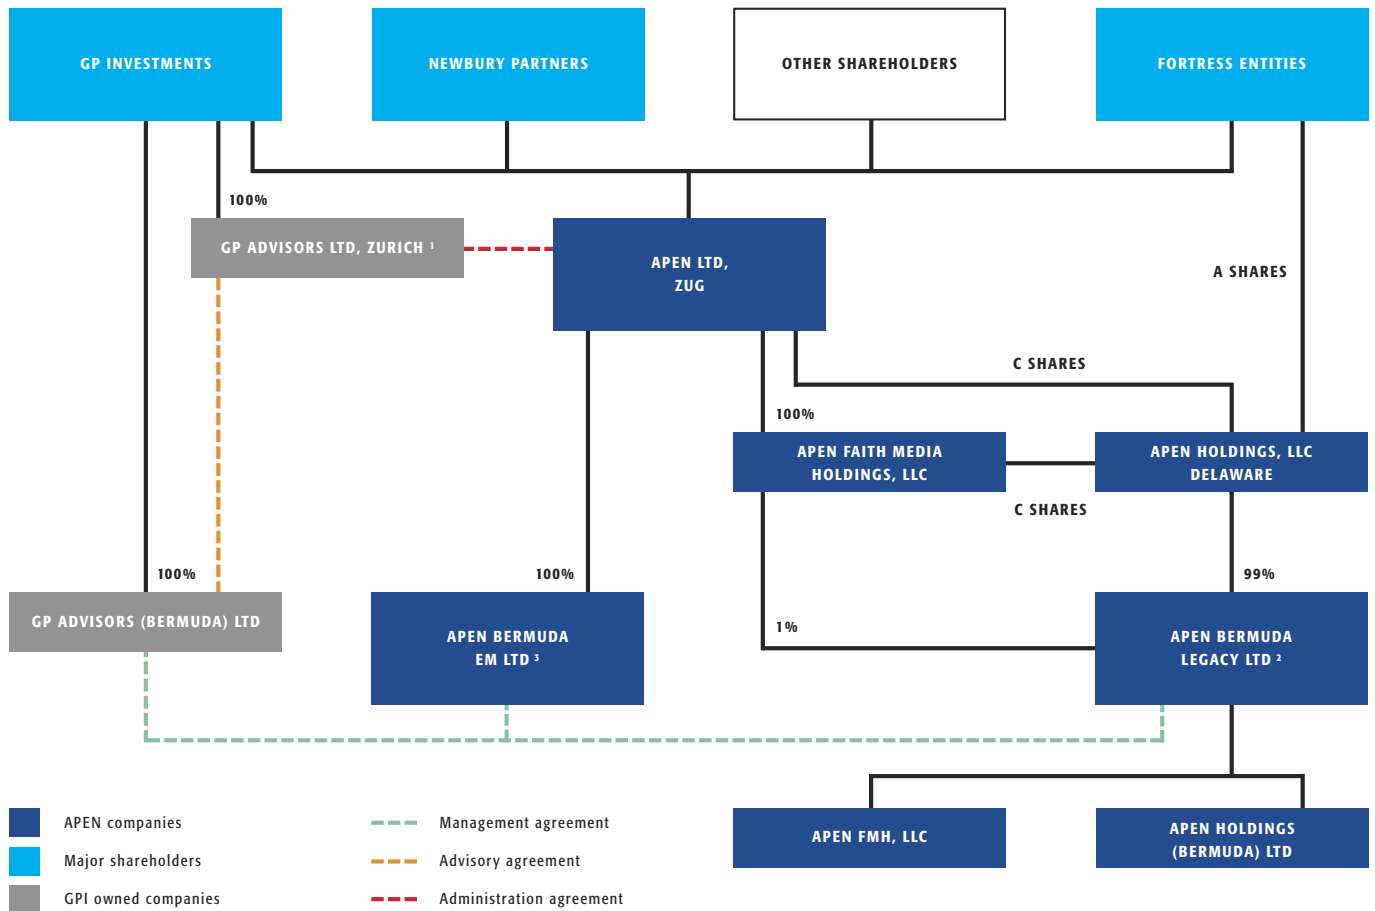 GP INVESTMENTS
NEWBURY PARTNERS
OTHER SHAREHOLDERS
FORTRESS ENTITIES
100%
GP ADVISORS LTD, ZURICH ¹
APEN LTD,
ZUG
A SHARES
C SHARES
100%
APEN FAITH MEDIA
HOLDINGS, LLC
APEN HOLDINGS, LLC
DELAWARE
C SHARES
100%
100%
99%
GP ADVISORS (BERMUDA) LTD
APEN BERMUDA
EM LTD ³
1%
APEN BERMUDA
LEGACY LTD ²
APEN FMH, LLC
APEN HOLDINGS
(BERMUDA) LTD
APEN companies
Major shareholders
GPI owned companies
Management agreement
Advisory agreement
Administration agreement